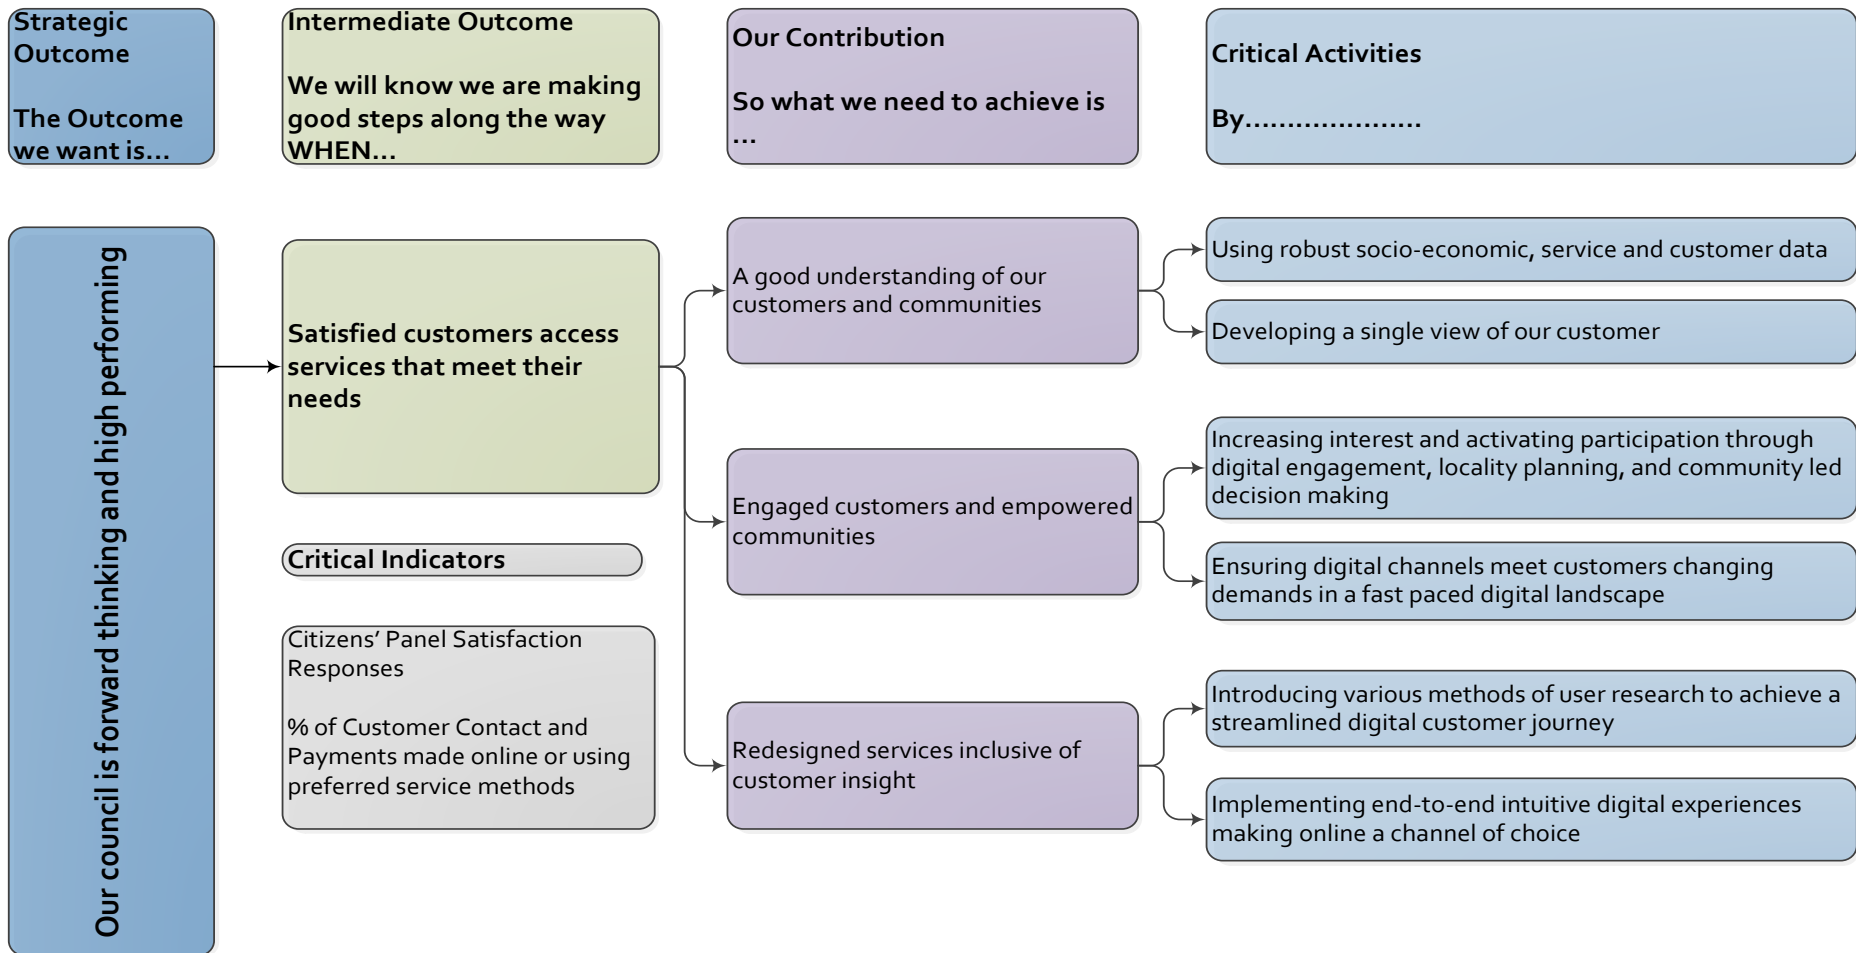 Strategic
Outcome
The Outcome
we want is...
Intermediate Outcome
We will know we are making
good steps along the way
WHEN...
Our Contribution
So what we need to achieve is
...
Critical Activities
By.....................
Our council is forward thinking and high performing
Satisfied customers access
services that meet their
needs
Critical Indicators
Citizens’ Panel Satisfaction
Responses
% of Customer Contact and
Payments made online or using
preferred service methods
A good understanding of our
customers and communities
Engaged customers and empowered
communities
Redesigned services inclusive of
customer insight
Using robust socio-economic, service and customer data
Developing a single view of our customer
Increasing interest and activating participation through
digital engagement, locality planning, and community led
decision making
Ensuring digital channels meet customers changing
demands in a fast paced digital landscape
Introducing various methods of user research to achieve a
streamlined digital customer journey
Implementing end-to-end intuitive digital experiences
making online a channel of choice